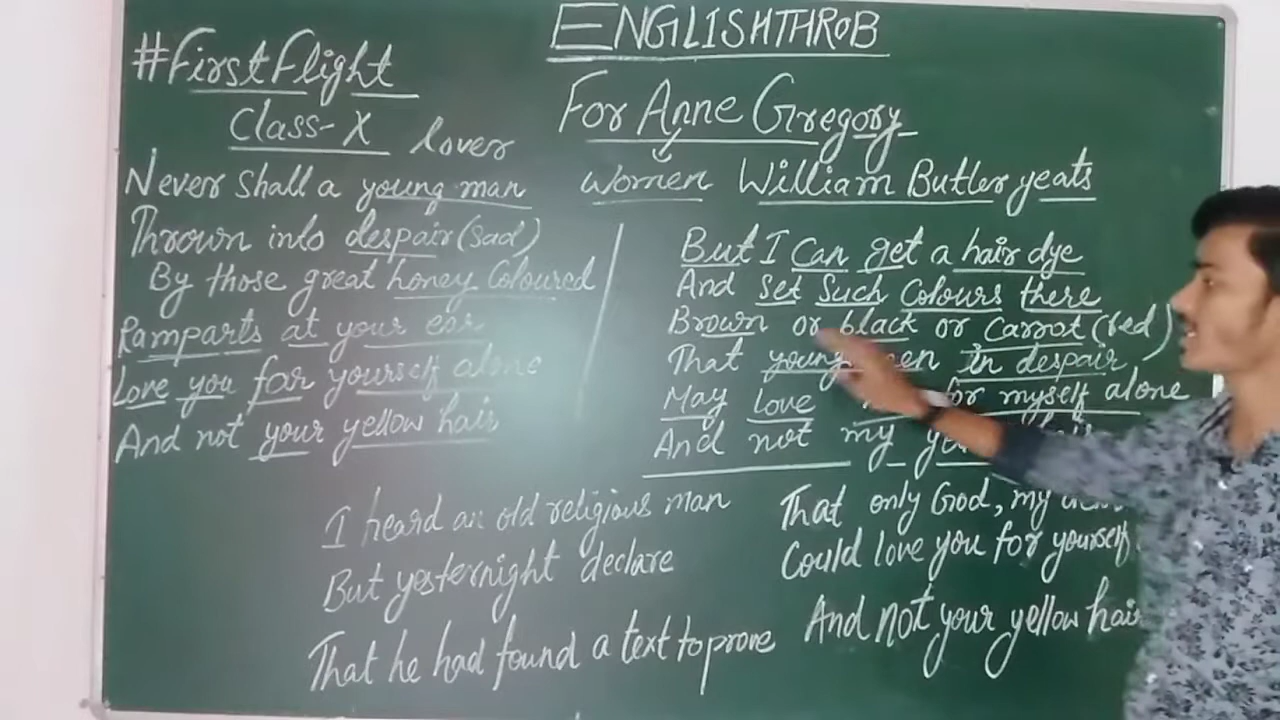 ENGLISHTHROB
#First Flight
Class-X
For Anne Gregory
lover
women William Butler yeats
Never shall a young man
Thrown into despair (sad)
By those great honey coloured
Ramparts at your ear
Love you for yourself alone
And not your yellow hair
But I Can get a hair dye
And set Such Colours there
Brown or black or Carrot (red)
That young men in despair
May love for myself alone
And not my
I heard an old religious man
But yesternight declare
That he had found a text to prove
That only God, my
Could love you for yourself
And not your yellow hair